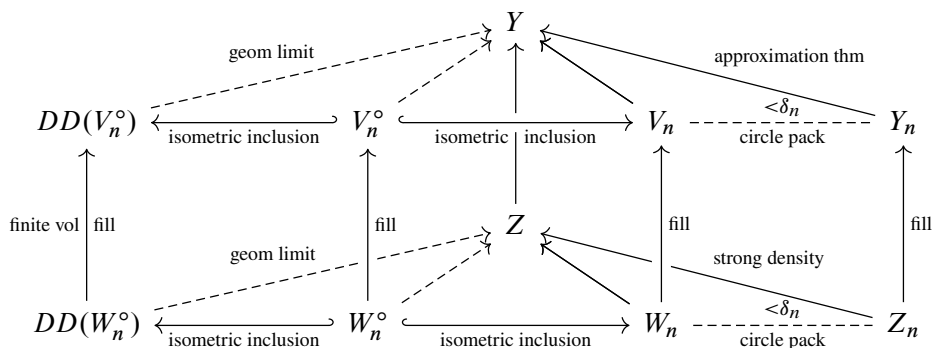 Y
geom limit
approximation thm
DD(V_n^∘) V_n^∘ V_n <δ_n Y_n
isometric inclusion isometric inclusion circle pack
finite vol fill fill fill fill
Z
geom limit
strong density
DD(W_n^∘) W_n^∘ W_n <δ_n Z_n
isometric inclusion isometric inclusion circle pack